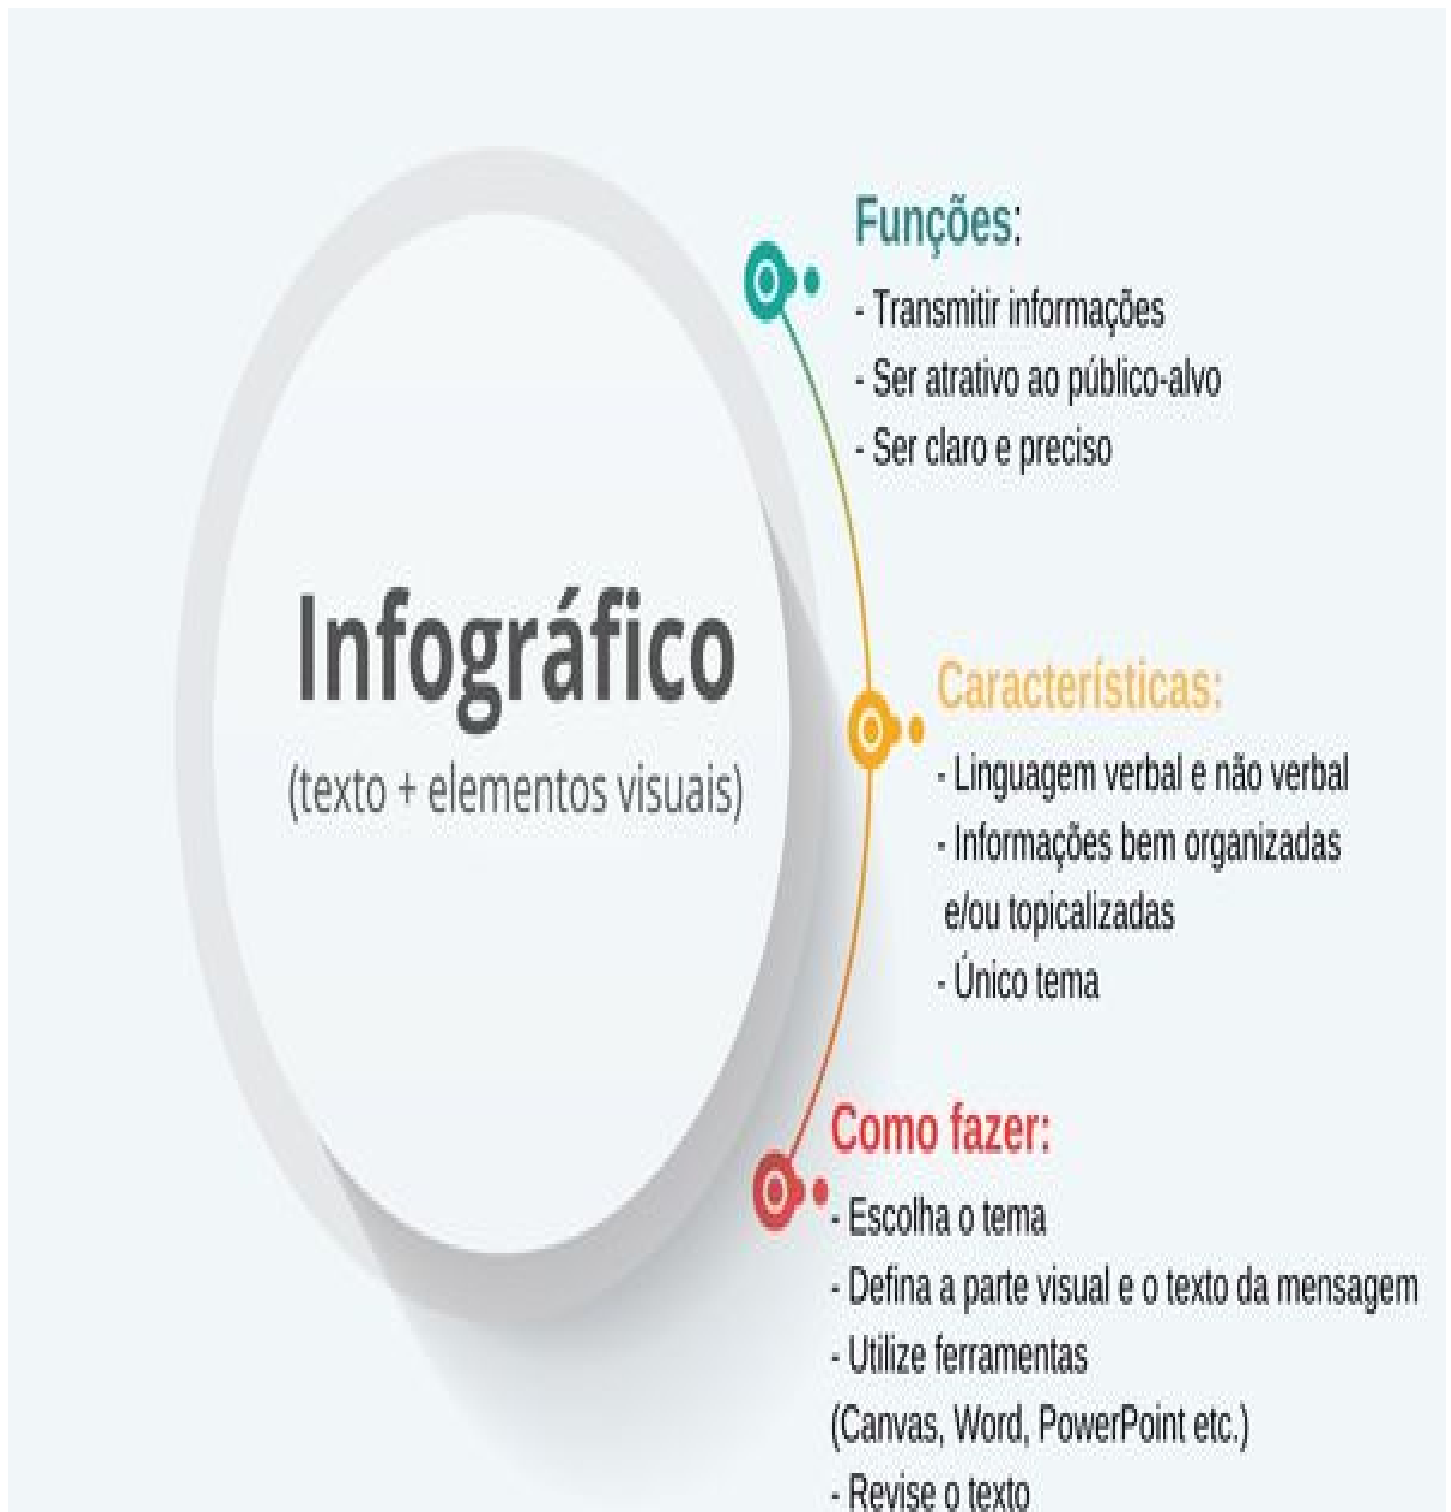 Infográfico
(texto + elementos visuais)
Funções:
- Transmitir informações
- Ser atrativo ao público-alvo
- Ser claro e preciso
Características:
- Linguagem verbal e não verbal
- Informações bem organizadas
e/ou topicalizadas
- Único tema
Como fazer:
- Escolha o tema
- Defina a parte visual e o texto da mensagem
- Utilize ferramentas
(Canvas, Word, PowerPoint etc.)
- Revise o texto